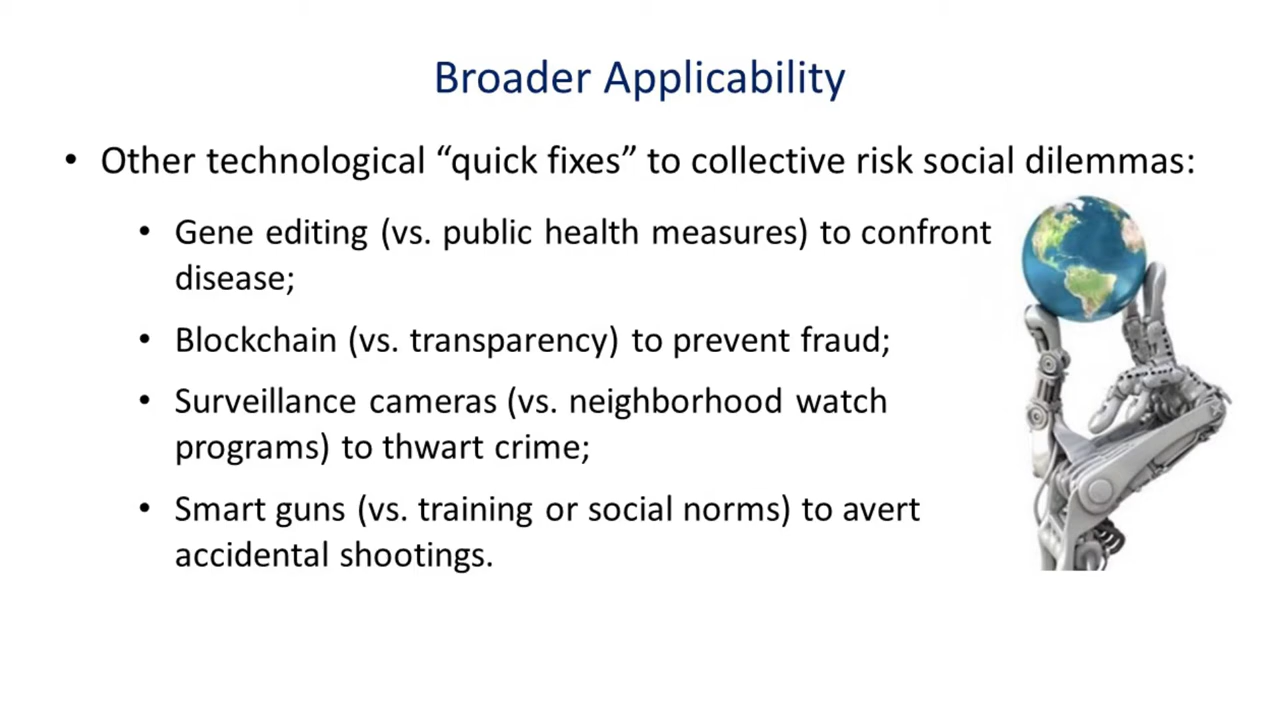 Broader Applicability
• Other technological “quick fixes” to collective risk social dilemmas:
• Gene editing (vs. public health measures) to confront
disease;
• Blockchain (vs. transparency) to prevent fraud;
• Surveillance cameras (vs. neighborhood watch
programs) to thwart crime;
• Smart guns (vs. training or social norms) to avert
accidental shootings.